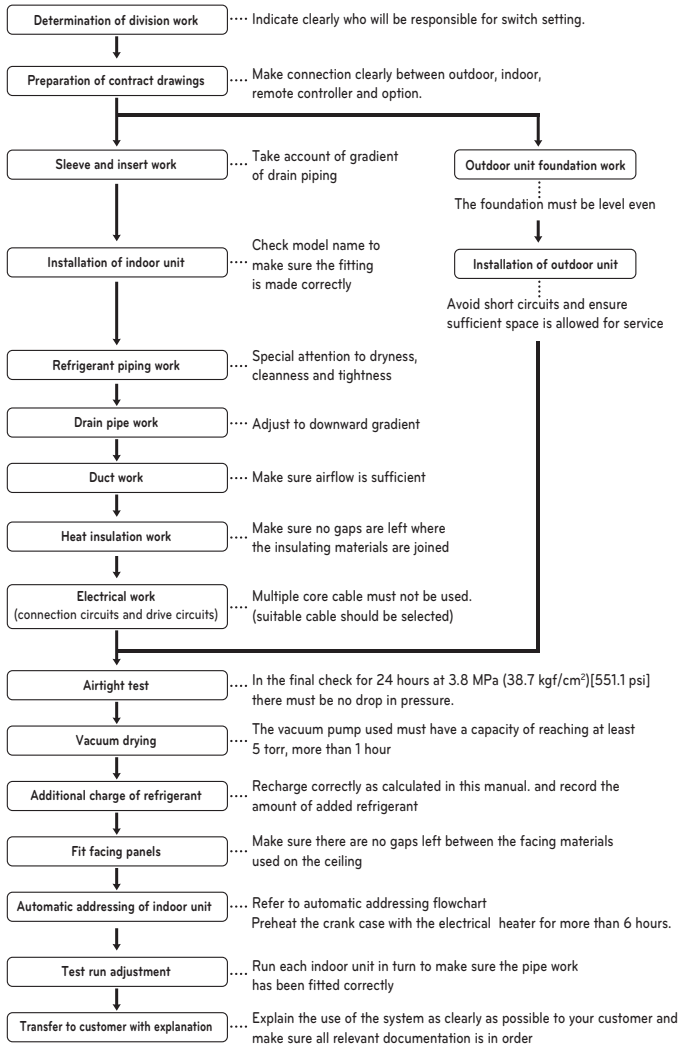 Determination of division work
Indicate clearly who will be responsible for switch setting.
Preparation of contract drawings
Make connection clearly between outdoor, indoor,
remote controller and option.
Sleeve and insert work
Take account of gradient
of drain piping
Outdoor unit foundation work
The foundation must be level even
Installation of indoor unit
Check model name to
make sure the fitting
is made correctly
Installation of outdoor unit
Avoid short circuits and ensure
sufficient space is allowed for service
Refrigerant piping work
Special attention to dryness,
cleanness and tightness
Drain pipe work
Adjust to downward gradient
Duct work
Make sure airflow is sufficient
Heat insulation work
Make sure no gaps are left where
the insulating materials are joined
Electrical work
(connection circuits and drive circuits)
Multiple core cable must not be used.
(suitable cable should be selected)
Airtight test
In the final check for 24 hours at 3.8 MPa (38.7 kgf/cm²)[551.1 psi]
there must be no drop in pressure.
Vacuum drying
The vacuum pump used must have a capacity of reaching at least
5 torr, more than 1 hour
Additional charge of refrigerant
Recharge correctly as calculated in this manual. and record the
amount of added refrigerant
Fit facing panels
Make sure there are no gaps left between the facing materials
used on the ceiling
Automatic addressing of indoor unit
Refer to automatic addressing flowchart
Preheat the crank case with the electrical heater for more than 6 hours.
Test run adjustment
Run each indoor unit in turn to make sure the pipe work
has been fitted correctly
Transfer to customer with explanation
Explain the use of the system as clearly as possible to your customer and
make sure all relevant documentation is in order